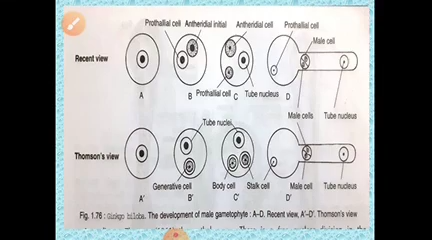 Prothallial cell Antheridial initial Antheridial cell Prothallial cell
Male cell
Recent view
Prothallial cell Tube nucleus
A B C D
Male cells Tube nucleus
Tube nuclei
Thomson's view
Generative cell Body cell Stalk cell Male cell Tube nucleus
A' B' C' D'
Fig. 1.76 : Ginkgo biloba. The development of male gametophyte : A-D. Recent view, A'-D'. Thomson's view